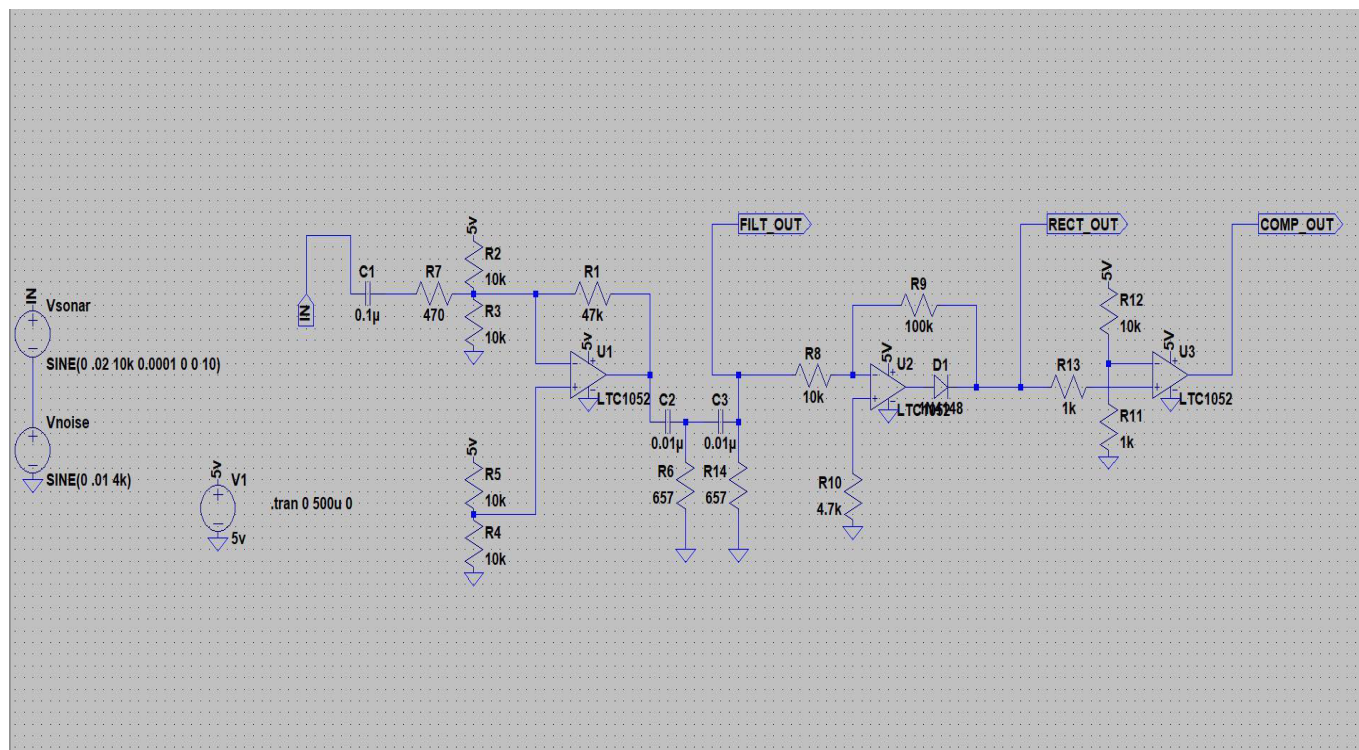 FILT_OUT
RECT_OUT
COMP_OUT
5v
R2
10k
C1
0.1µ
R7
470
R1
47k
R3
10k
IN
IN
Vsonar
SINE(0 .02 10k 0.0001 0 0 10)
Vnoise
SINE(0 .01 4k)
5v
V1
5v
.tran 0 500u 0
5v
U1
LTC1052
5v
R5
10k
R4
10k
C2
0.01µ
C3
0.01µ
R6
657
R14
657
R8
10k
R9
100k
5V
U2
LTC1052
D1
1N4148
R10
4.7k
R13
1k
5V
R12
10k
5V
U3
LTC1052
R11
1k